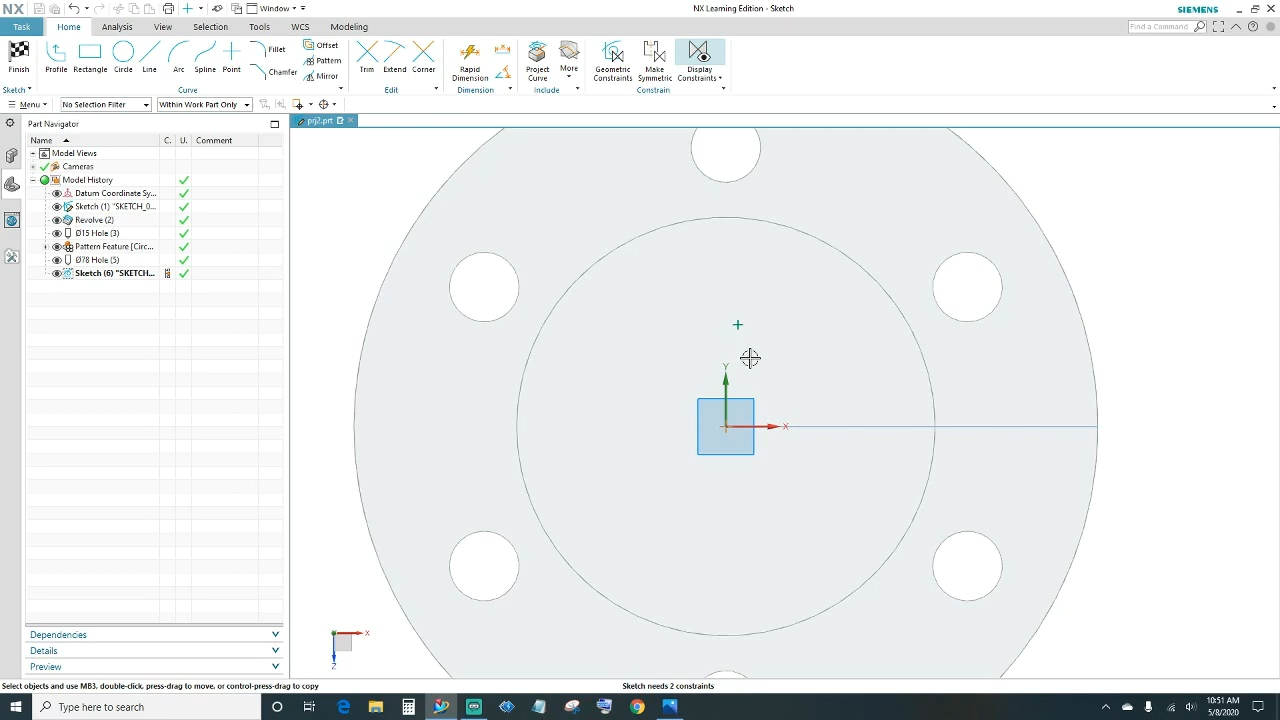 NX
Window
NX Learning Edition - Sketch
SIEMENS
Task
Home
Analysis
View
Selection
Tools
WCS
Modeling
Find a Command
Finish
Profile
Rectangle
Circle
Line
Arc
Spline
Point
Fillet
Chamfer
Offset
Pattern
Mirror
Trim
Extend
Corner
Rapid
Dimension
Project
Curve
More
Geometric
Constraints
Make
Symmetric
Display
Constraints
Sketch
Curve
Edit
Dimension
Include
Constrain
Menu
No Selection Filter
Within Work Part Only
Part Navigator
prj2.prt
Name
C.
U.
Comment
Model Views
Cameras
Model History
Datum Coordinate Sy...
Sketch (1) "SKETCH_0...
Revolve (2)
Ø15 Hole (3)
Pattern Feature [Circ...
Ø78 Hole (5)
Sketch (6) "SKETCH...
Y
X
X
Z
Dependencies
Details
Preview
Select objects and use MB3, double-click, press-drag to move, or control-press-drag to copy
Sketch needs 2 constraints
Type here to search
10:51 AM
5/8/2020